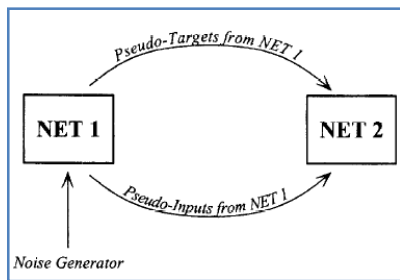 Pseudo-Targets from NET 1
NET 1
NET 2
Pseudo-Inputs from NET 1
Noise Generator